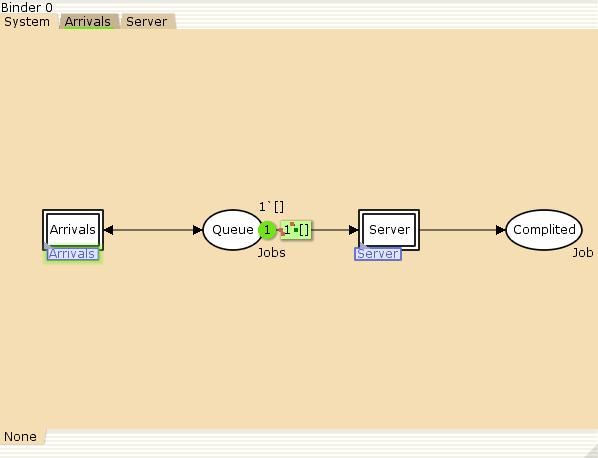 Binder 0
System Arrivals Server
1`[]
Arrivals Queue 1 1`[] Server Complited
Arrivals Jobs Server Job
None